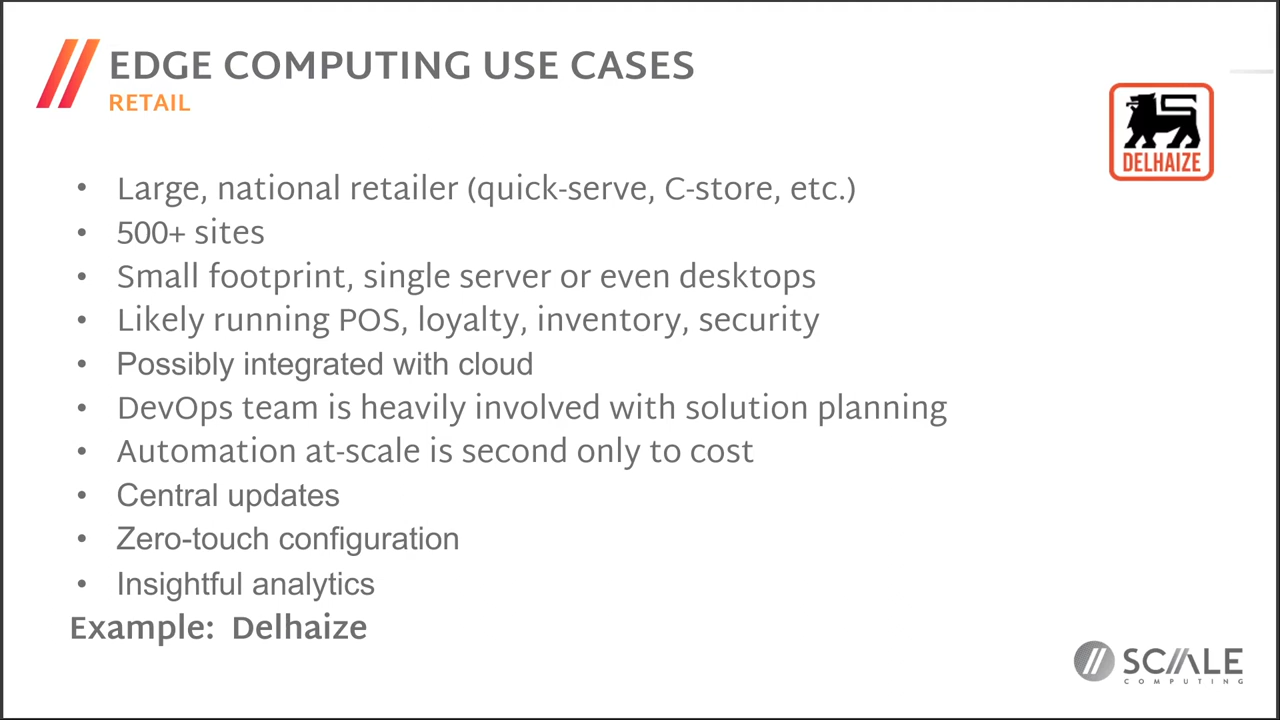 EDGE COMPUTING USE CASES
RETAIL
DELHAIZE
• Large, national retailer (quick-serve, C-store, etc.)
• 500+ sites
• Small footprint, single server or even desktops
• Likely running POS, loyalty, inventory, security
• Possibly integrated with cloud
• DevOps team is heavily involved with solution planning
• Automation at-scale is second only to cost
• Central updates
• Zero-touch configuration
• Insightful analytics
Example: Delhaize
SCALE
COMPUTING